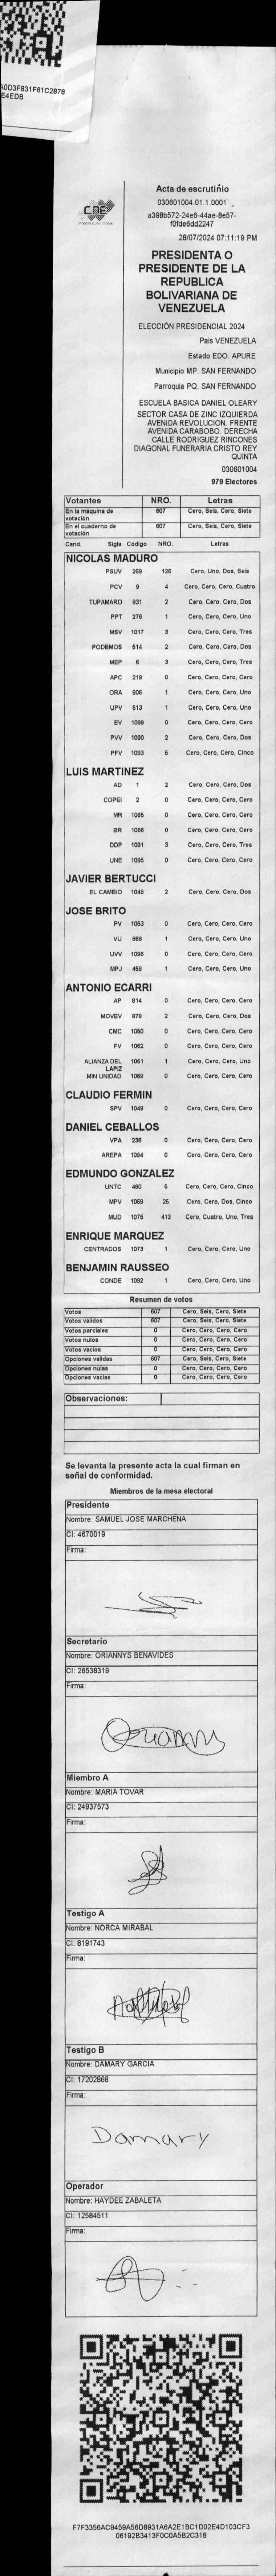 A0D3F831F61C2878
E4EDB
CNE
Acta de escrutiñio
030601004.01.1.0001
a398b572-24e6-44ae-8e57-
f0fde6dd2247
28/07/2024 07:11:19 PM
PRESIDENTA O
PRESIDENTE DE LA
REPUBLICA
BOLIVARIANA DE
VENEZUELA
ELECCIÓN PRESIDENCIAL 2024
País VENEZUELA
Estado EDO. APURE
Municipio MP. SAN FERNANDO
Parroquia PQ. SAN FERNANDO
ESCUELA BASICA DANIEL OLEARY
SECTOR CASA DE ZINC IZQUIERDA
AVENIDA REVOLUCION. FRENTE
AVENIDA CARABOBO. DERECHA
CALLE RODRIGUEZ RINCONES
DIAGONAL FUNERARIA CRISTO REY
QUINTA
030601004
979 Electores
Votantes NRO. Letras
En la máquina de votación 607 Cero, Seis, Cero, Siete
En el cuaderno de votación 607 Cero, Seis, Cero, Siete
Cand. Sigla Código NRO. Letras
NICOLAS MADURO
PSUV 269 126 Cero, Uno, Dos, Seis
PCV 9 4 Cero, Cero, Cero, Cuatro
TUPAMARO 931 2 Cero, Cero, Cero, Dos
PPT 276 1 Cero, Cero, Cero, Uno
MSV 1017 3 Cero, Cero, Cero, Tres
PODEMOS 514 2 Cero, Cero, Cero, Dos
MEP 6 3 Cero, Cero, Cero, Tres
APC 219 0 Cero, Cero, Cero, Cero
ORA 906 1 Cero, Cero, Cero, Uno
UPV 513 1 Cero, Cero, Cero, Uno
EV 1089 0 Cero, Cero, Cero, Cero
PVV 1090 2 Cero, Cero, Cero, Dos
PFV 1093 5 Cero, Cero, Cero, Cinco
LUIS MARTINEZ
AD 1 2 Cero, Cero, Cero, Dos
COPEI 2 0 Cero, Cero, Cero, Cero
MR 1065 0 Cero, Cero, Cero, Cero
BR 1066 0 Cero, Cero, Cero, Cero
DDP 1091 3 Cero, Cero, Cero, Tres
UNE 1095 0 Cero, Cero, Cero, Cero
JAVIER BERTUCCI
EL CAMBIO 1048 2 Cero, Cero, Cero, Dos
JOSE BRITO
PV 1053 0 Cero, Cero, Cero, Cero
VU 968 1 Cero, Cero, Cero, Uno
UVV 1096 0 Cero, Cero, Cero, Cero
MPJ 458 1 Cero, Cero, Cero, Uno
ANTONIO ECARRI
AP 814 0 Cero, Cero, Cero, Cero
MOVEV 879 2 Cero, Cero, Cero, Dos
CMC 1050 0 Cero, Cero, Cero, Cero
FV 1062 0 Cero, Cero, Cero, Cero
ALIANZA DEL LAPIZ 1051 1 Cero, Cero, Cero, Uno
MIN UNIDAD 1069 0 Cero, Cero, Cero, Cero
CLAUDIO FERMIN
SPV 1049 0 Cero, Cero, Cero, Cero
DANIEL CEBALLOS
VPA 236 0 Cero, Cero, Cero, Cero
AREPA 1094 0 Cero, Cero, Cero, Cero
EDMUNDO GONZALEZ
UNTC 460 5 Cero, Cero, Cero, Cinco
MPV 1069 25 Cero, Cero, Dos, Cinco
MUD 1075 413 Cero, Cuatro, Uno, Tres
ENRIQUE MARQUEZ
CENTRADOS 1073 1 Cero, Cero, Cero, Uno
BENJAMIN RAUSSEO
CONDE 1092 1 Cero, Cero, Cero, Uno
Resumen de votos
Votos 607 Cero, Seis, Cero, Siete
Votos validos 607 Cero, Seis, Cero, Siete
Votos parciales 0 Cero, Cero, Cero, Cero
Votos nulos 0 Cero, Cero, Cero, Cero
Votos vacios 0 Cero, Cero, Cero, Cero
Opciones validas 607 Cero, Seis, Cero, Siete
Opciones nulas 0 Cero, Cero, Cero, Cero
Opciones vacias 0 Cero, Cero, Cero, Cero
Observaciones:
Se levanta la presente acta la cual firman en
señal de conformidad.
Miembros de la mesa electoral
Presidente
Nombre: SAMUEL JOSE MARCHENA
CI: 4670019
Firma:
Secretario
Nombre: ORIANNYS BENAVIDES
CI: 26538319
Firma:
Oriannys
Miembro A
Nombre: MARIA TOVAR
CI: 24937573
Firma:
Testigo A
Nombre: NORCA MIRABAL
CI: 8191743
Firma:
Testigo B
Nombre: DAMARY GARCIA
CI: 17202868
Firma:
Damary
Operador
Nombre: HAYDEE ZABALETA
CI: 12584511
Firma:
F7F3356AC9459A56D8931A6A2E1BC1D02E4D103CF3
06192B3413F0C0A5B2C318